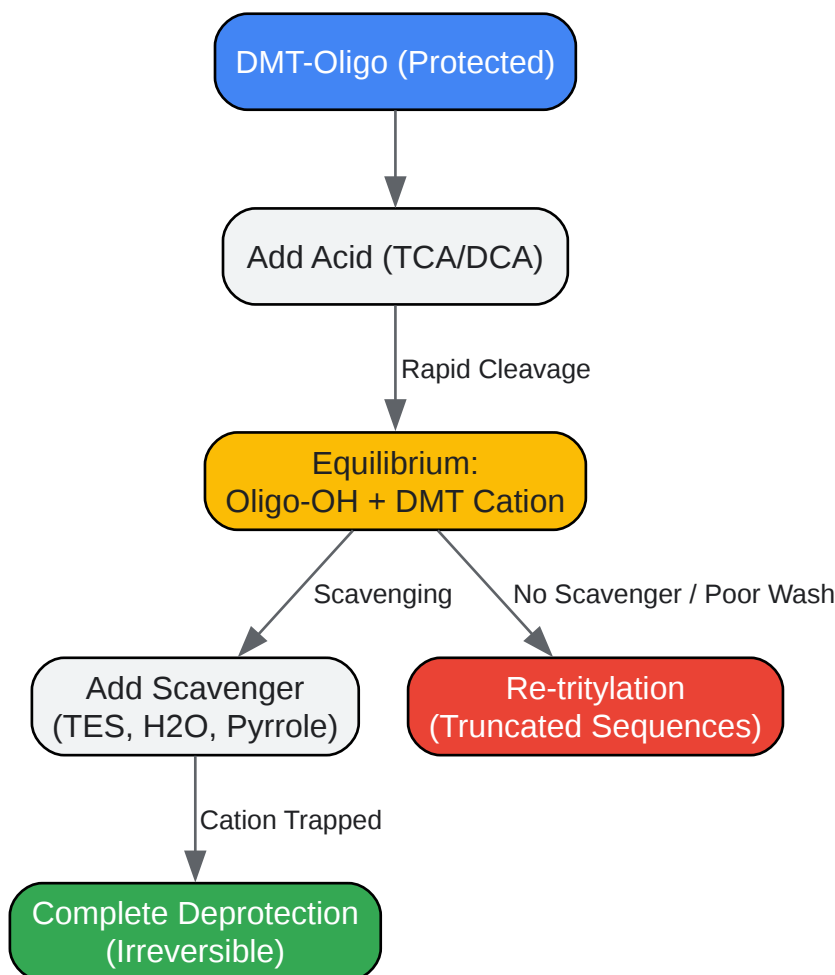 DMT-Oligo (Protected)
Add Acid (TCA/DCA)
Rapid Cleavage
Equilibrium:
Oligo-OH + DMT Cation
Scavenging
No Scavenger / Poor Wash
Add Scavenger
(TES, H2O, Pyrrole)
Re-tritylation
(Truncated Sequences)
Cation Trapped
Complete Deprotection
(Irreversible)